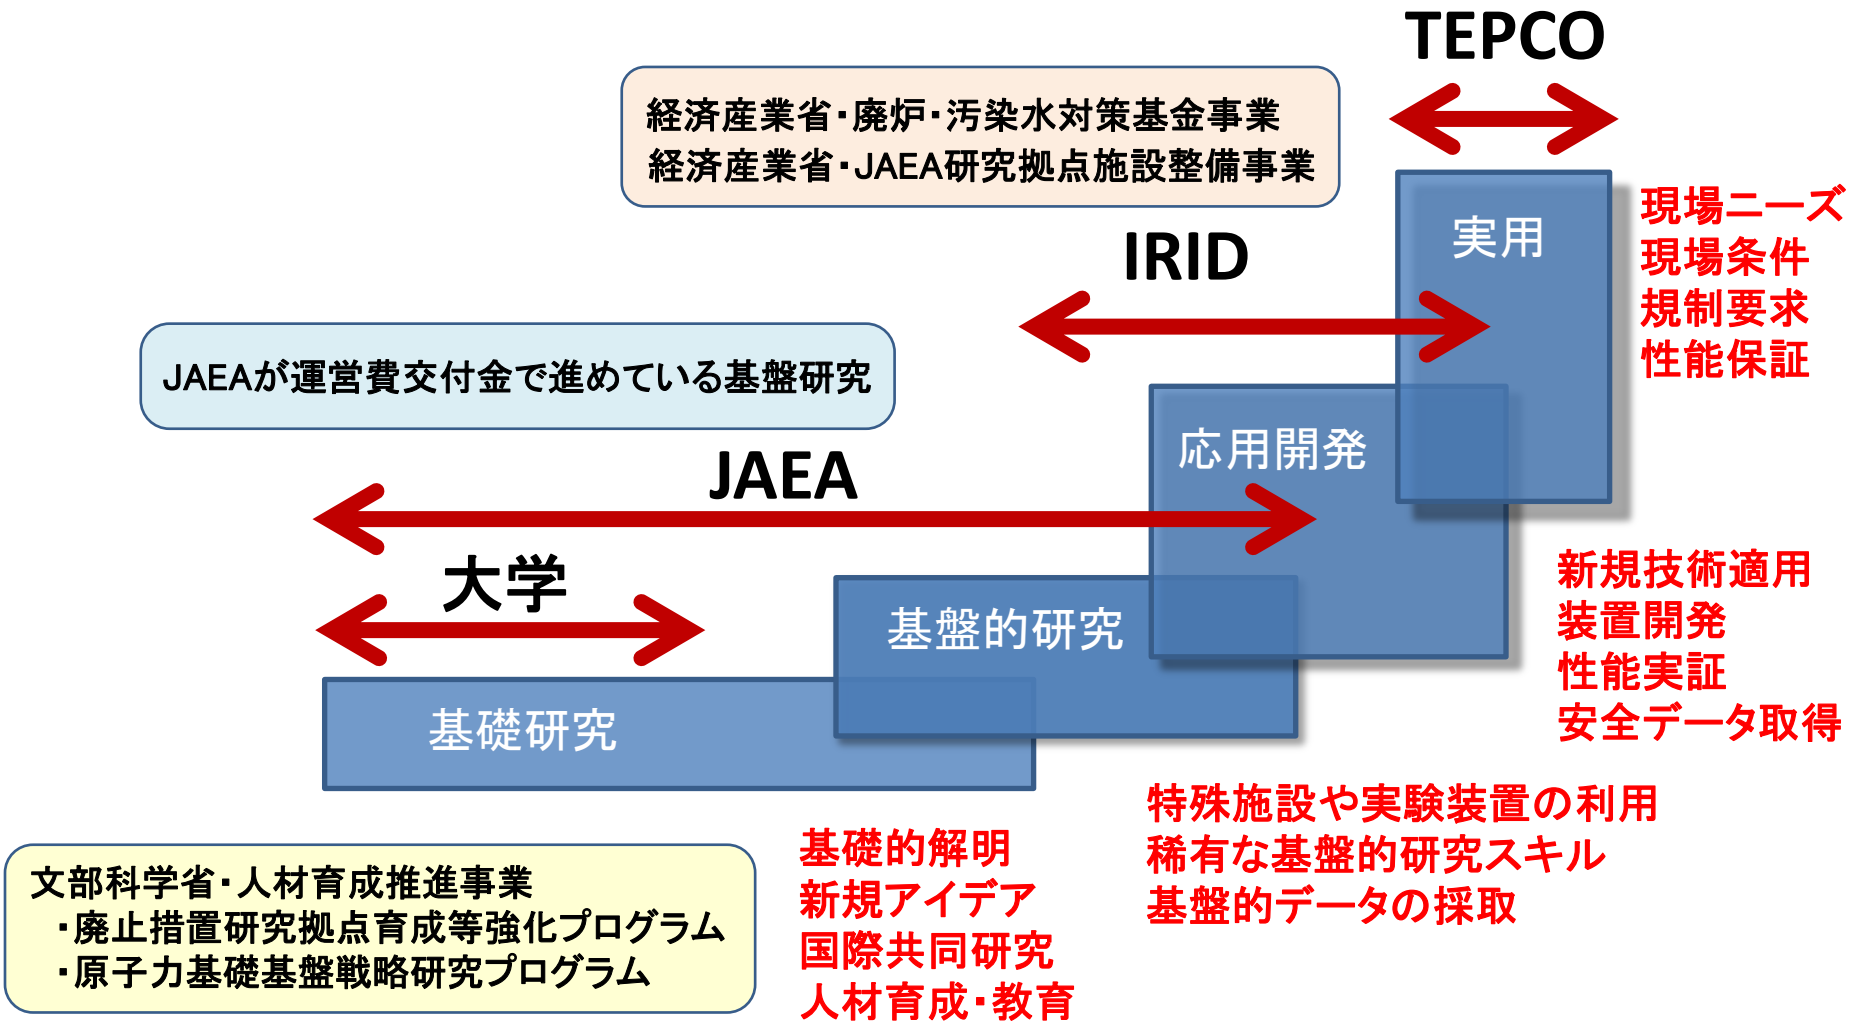 TEPCO
経済産業省・廃炉・汚染水対策基金事業
経済産業省・JAEA研究拠点施設整備事業
実用
現場ニーズ
現場条件
規制要求
性能保証
IRID
JAEAが運営費交付金で進めている基盤研究
応用開発
JAEA
新規技術適用
装置開発
性能実証
安全データ取得
大学
基盤的研究
基礎研究
特殊施設や実験装置の利用
稀有な基盤的研究スキル
基盤的データの採取
基礎的解明
新規アイデア
国際共同研究
人材育成・教育
文部科学省・人材育成推進事業
・廃止措置研究拠点育成等強化プログラム
・原子力基礎基盤戦略研究プログラム